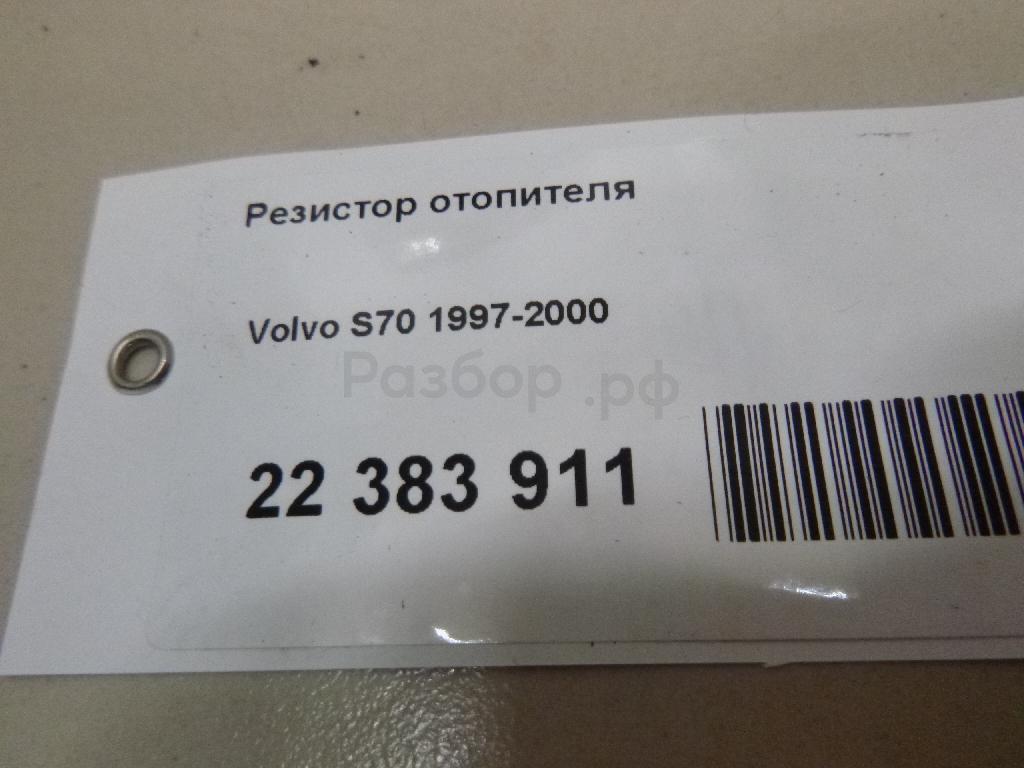 Резистор отопителя
Volvo S70 1997-2000
Разбор.рф
22 383 911